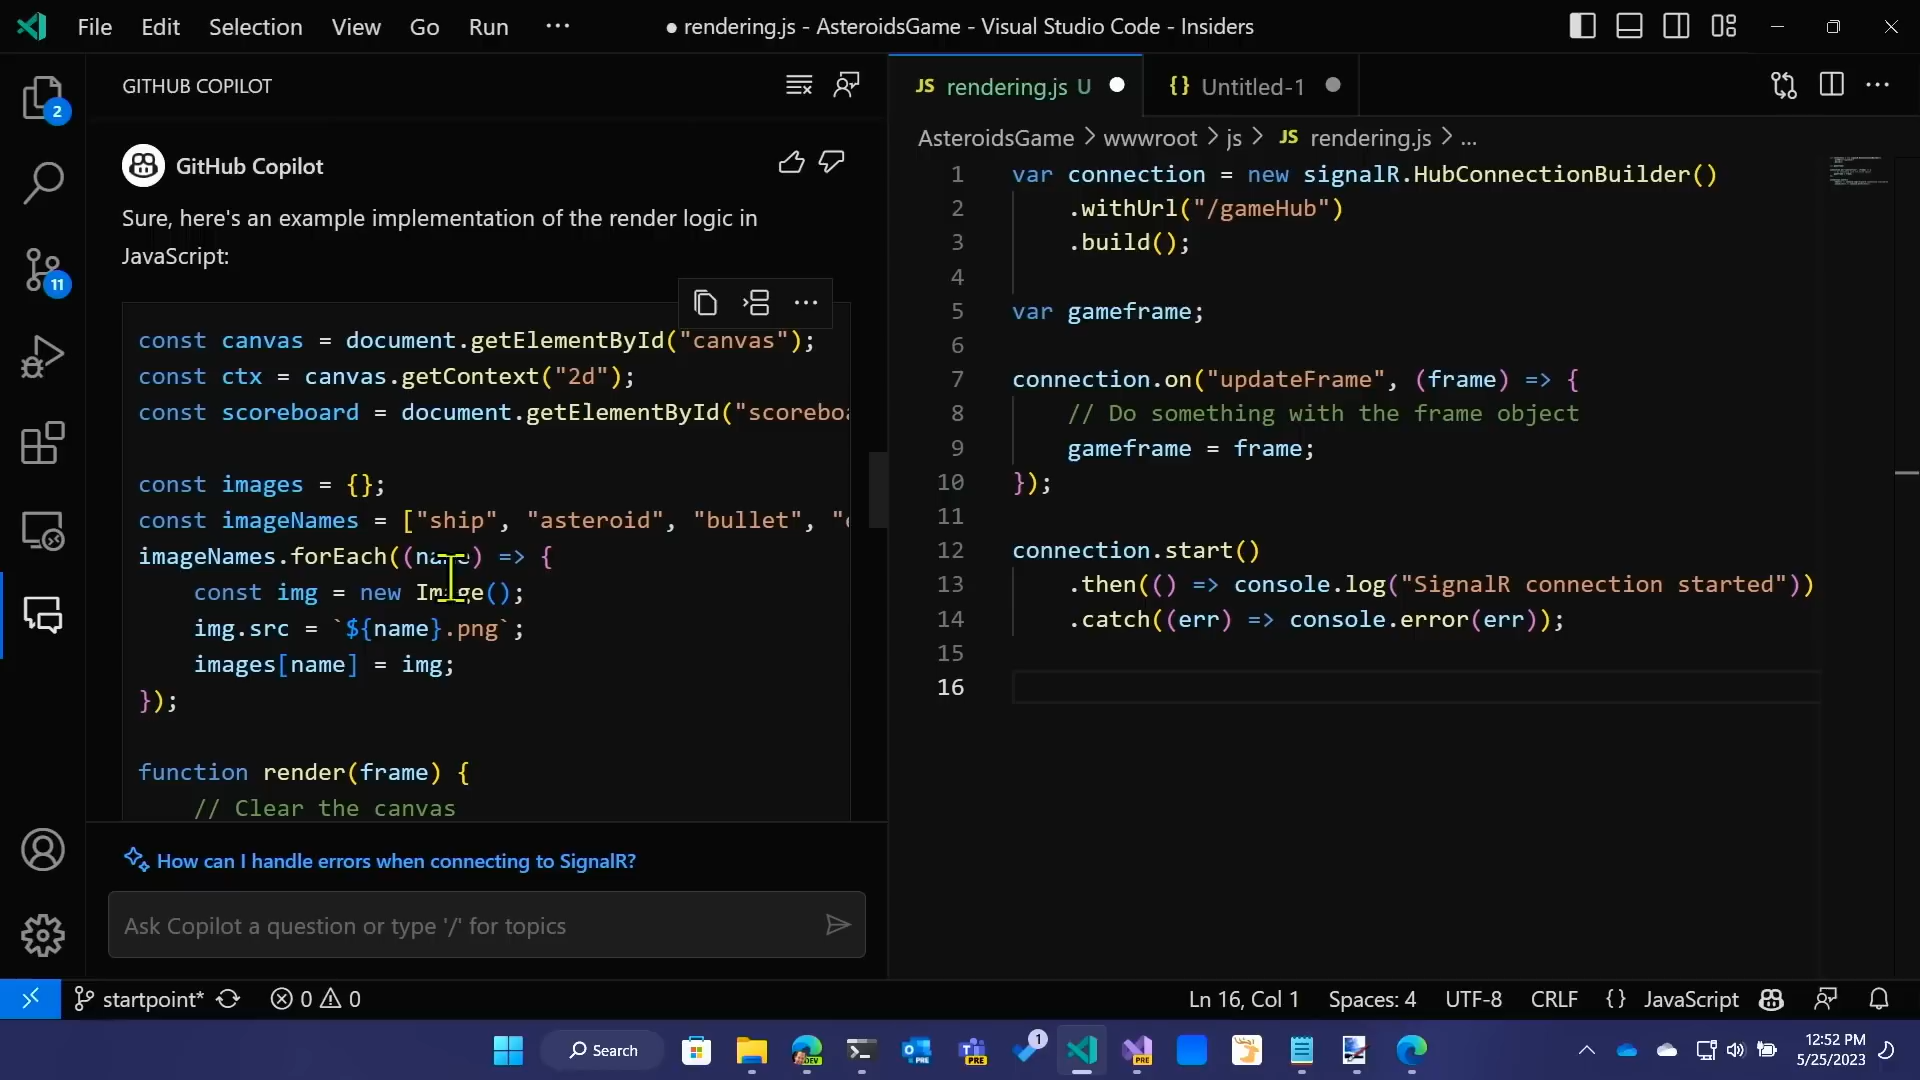 File Edit Selection View Go Run ···
● rendering.js - AsteroidsGame - Visual Studio Code - Insiders
GITHUB COPILOT
2
11
GitHub Copilot
Sure, here's an example implementation of the render logic in
JavaScript:
const canvas = document.getElementById("canvas");
const ctx = canvas.getContext("2d");
const scoreboard = document.getElementById("scoreboa
const images = {};
const imageNames = ["ship", "asteroid", "bullet", "
imageNames.forEach((name) => {
const img = new Image();
img.src = `${name}.png`;
images[name] = img;
});
function render(frame) {
// Clear the canvas
How can I handle errors when connecting to SignalR?
Ask Copilot a question or type '/' for topics
JS rendering.js U ●
{} Untitled-1 ●
AsteroidsGame > wwwroot > js > JS rendering.js > ...
1 var connection = new signalR.HubConnectionBuilder()
2 .withUrl("/gameHub")
3 .build();
4
5 var gameframe;
6
7 connection.on("updateFrame", (frame) => {
8 // Do something with the frame object
9 gameframe = frame;
10 });
11
12 connection.start()
13 .then(() => console.log("SignalR connection started"))
14 .catch((err) => console.error(err));
15
16
startpoint* 0 0
Ln 16, Col 1 Spaces: 4 UTF-8 CRLF {} JavaScript
Search
DEV
PRE
PRE
1
PRE
12:52 PM
5/25/2023